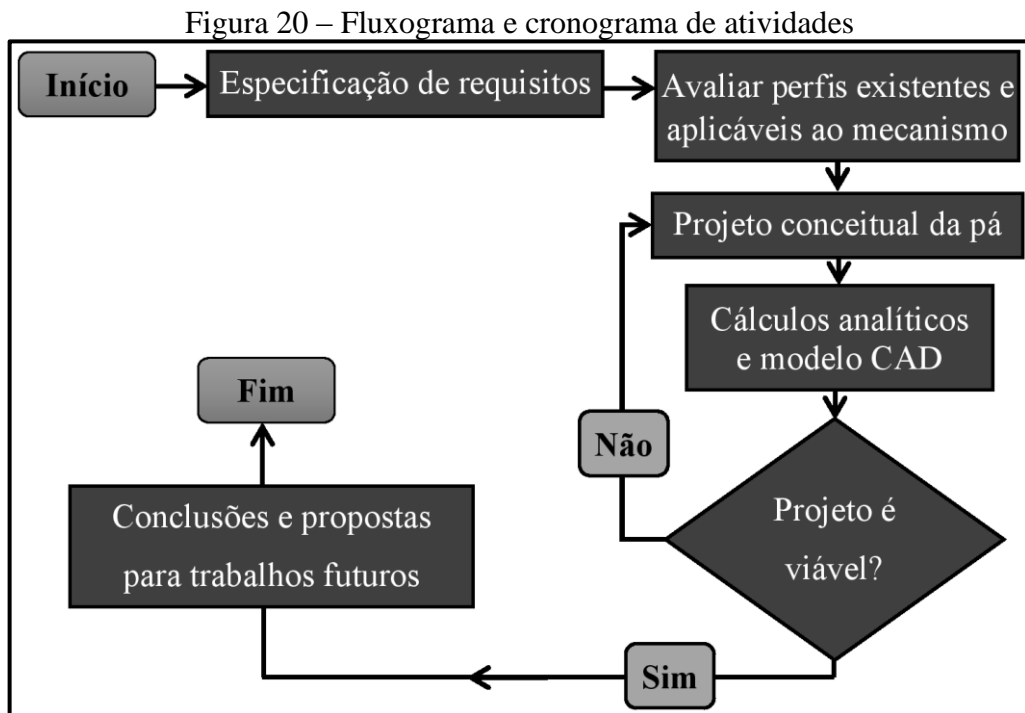 Figura 20 – Fluxograma e cronograma de atividades
Início
Especificação de requisitos
Avaliar perfis existentes e
aplicáveis ao mecanismo
Projeto conceitual da pá
Cálculos analíticos
e modelo CAD
Projeto é
viável?
Não
Sim
Conclusões e propostas
para trabalhos futuros
Fim